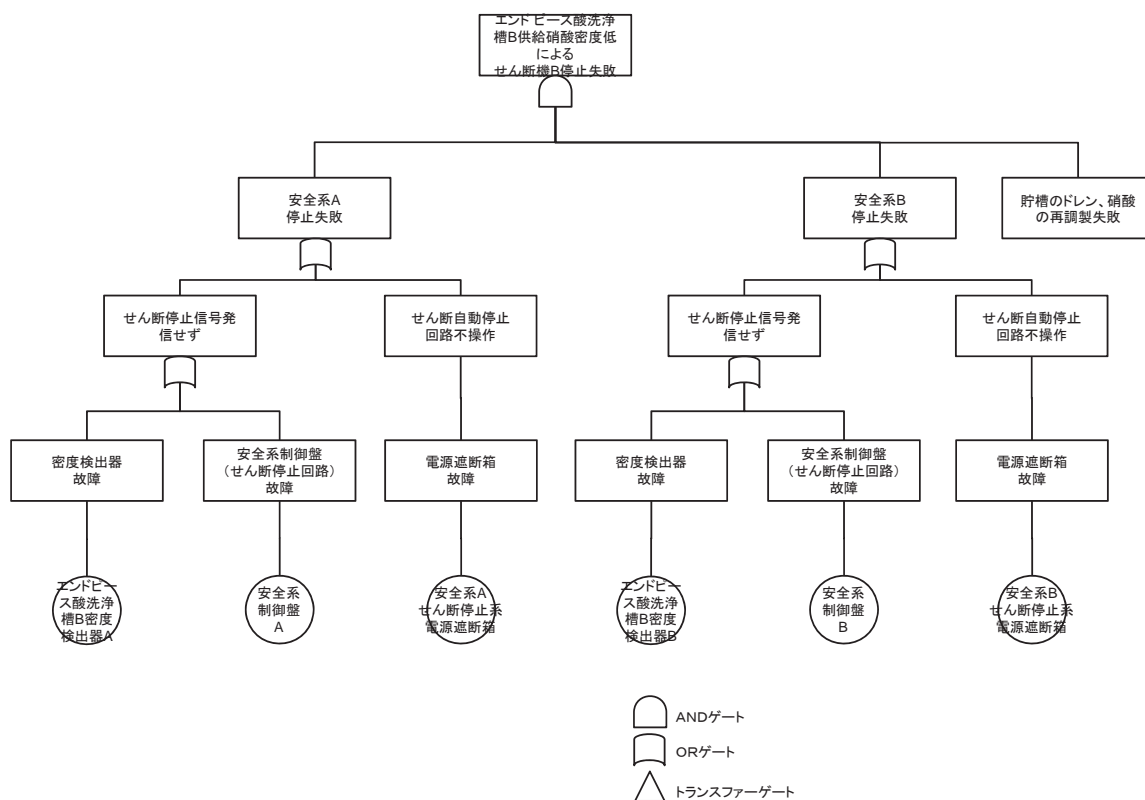 エンドピース酸洗浄
槽B供給硝酸密度低
による
せん断機B停止失敗
安全系A
停止失敗
安全系B
停止失敗
貯槽のドレン、硝酸
の再調製失敗
せん断停止信号発
信せず
せん断自動停止
回路不操作
せん断停止信号発
信せず
せん断自動停止
回路不操作
密度検出器
故障
安全系制御盤
（せん断停止回路）
故障
電源遮断箱
故障
密度検出器
故障
安全系制御盤
（せん断停止回路）
故障
電源遮断箱
故障
エンドピー
ス酸洗浄
槽B密度
検出器A
安全系
制御盤
A
安全系A
せん断停止系
電源遮断箱
エンドピー
ス酸洗浄
槽B密度
検出器B
安全系
制御盤
B
安全系B
せん断停止系
電源遮断箱
ANDゲート
ORゲート
トランスファーゲート